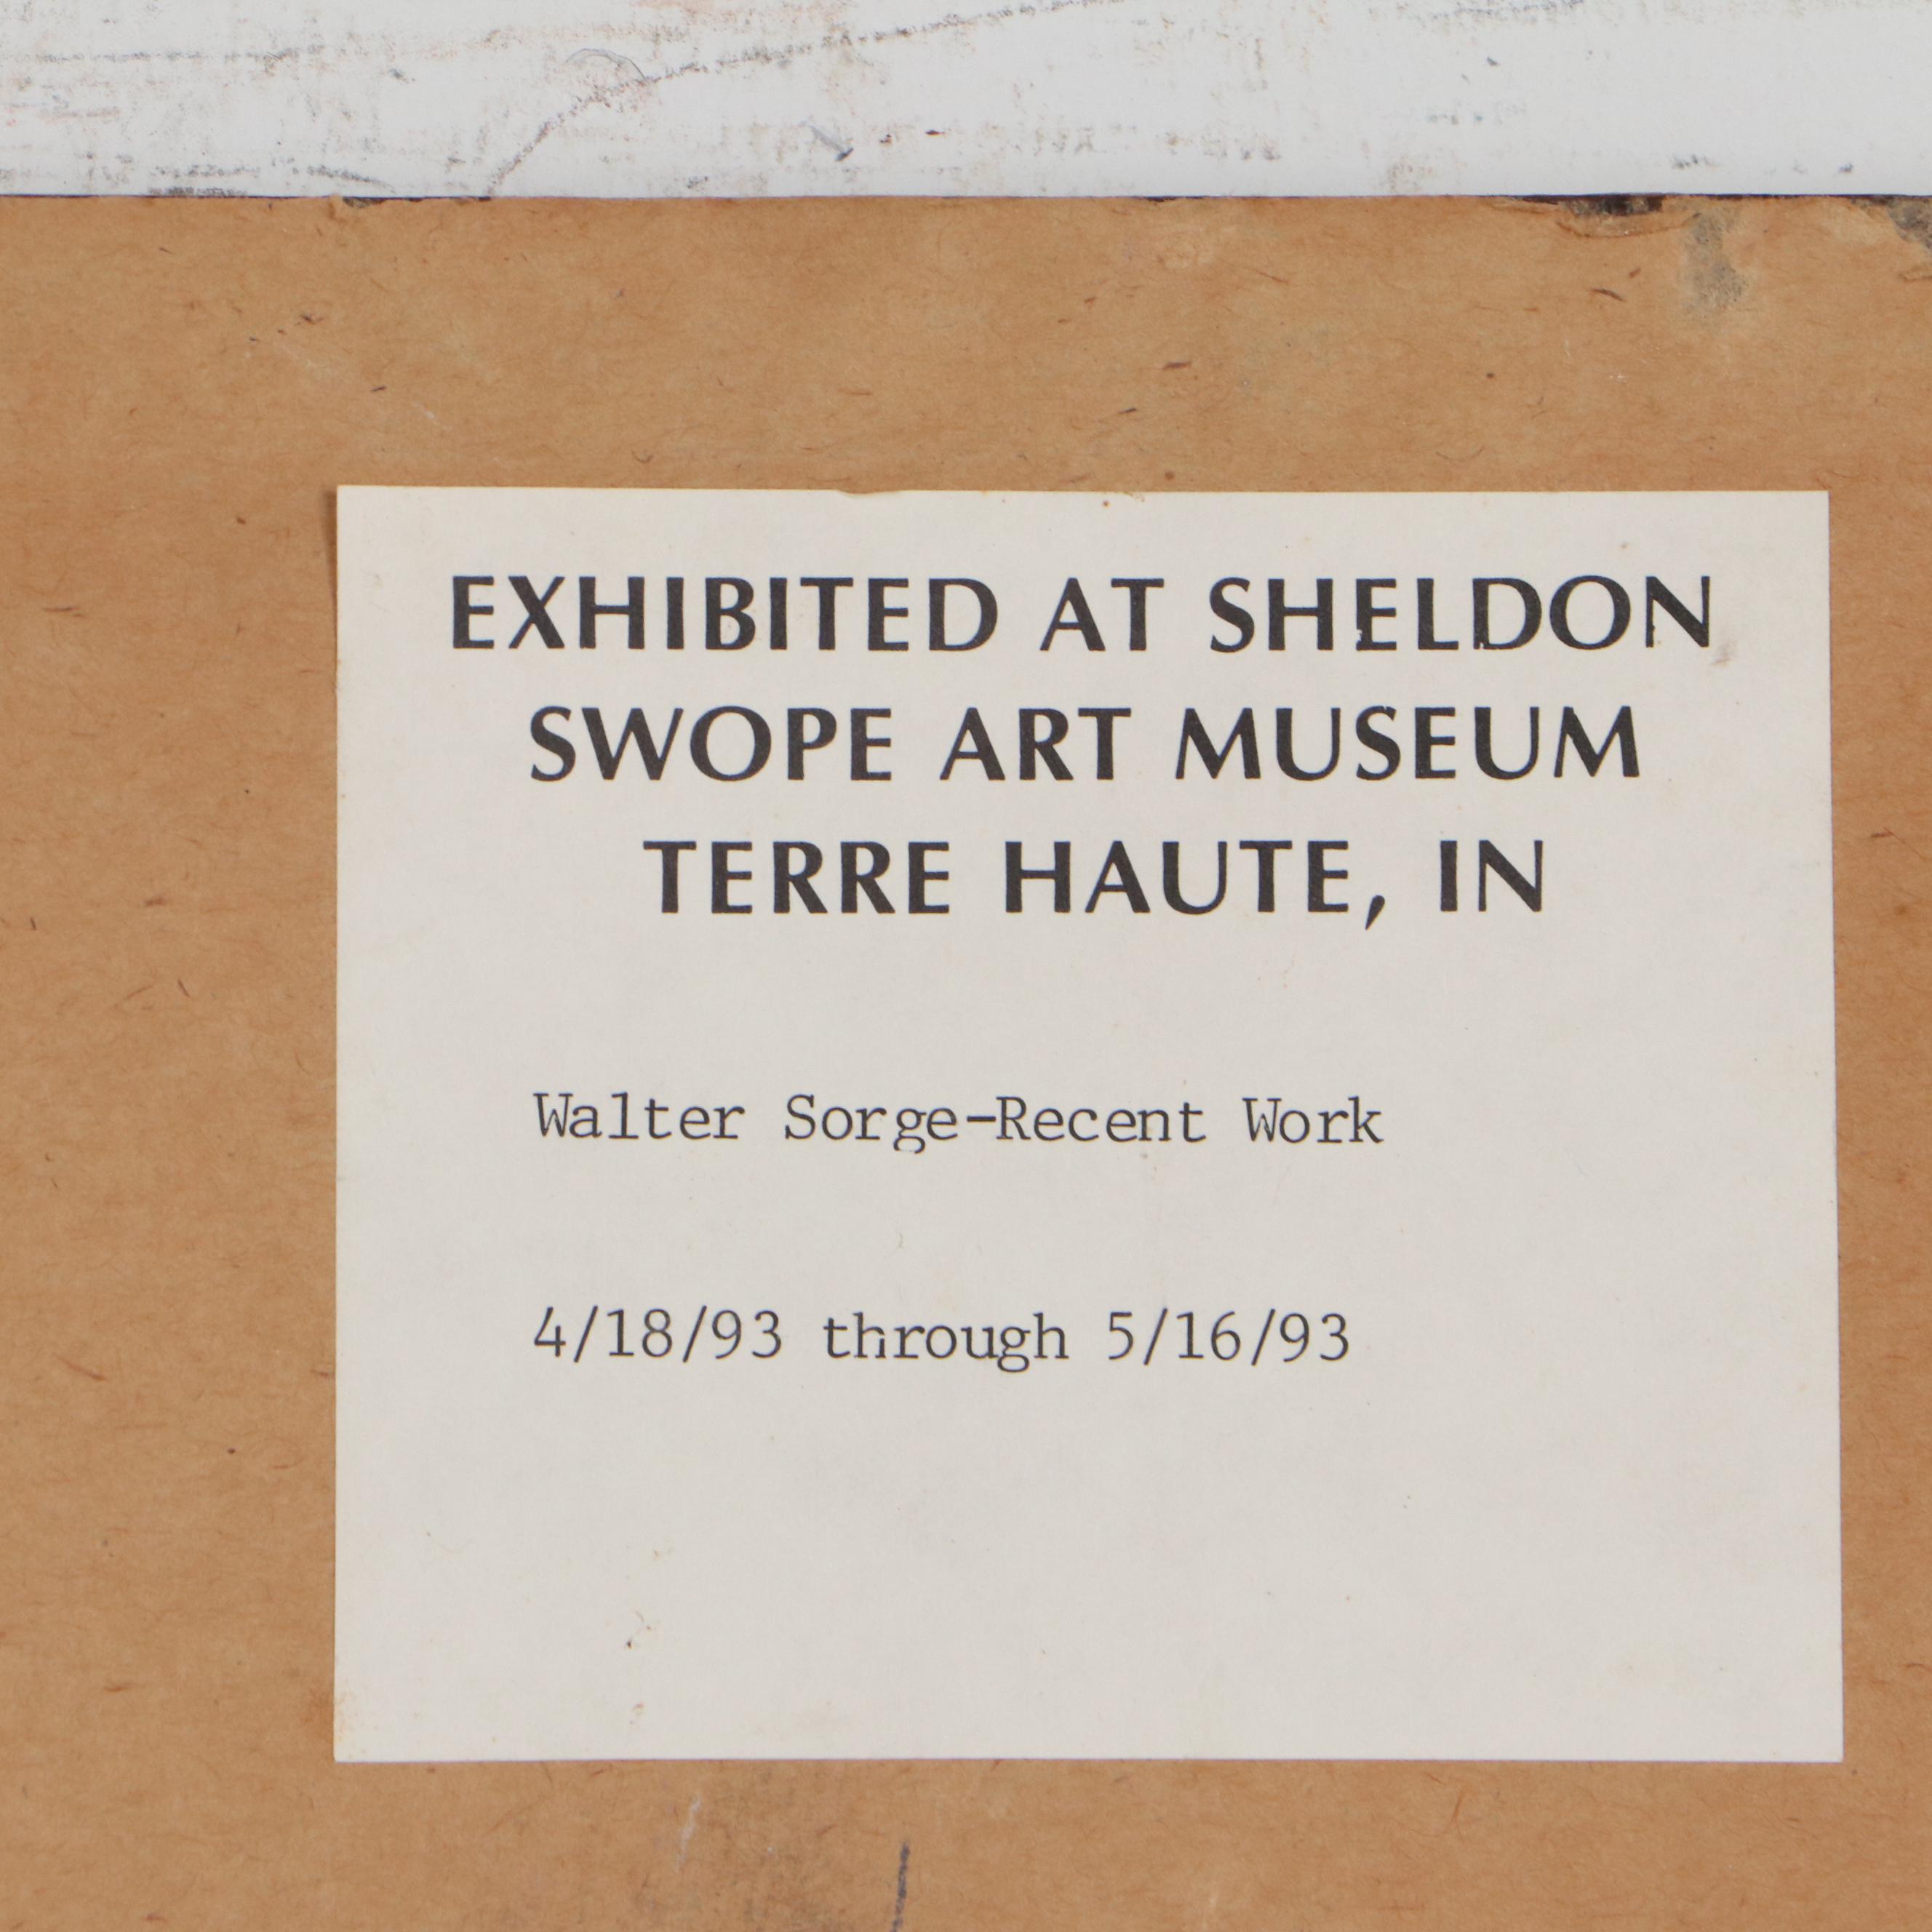 EXHIBITED AT SHELDON
SWOPE ART MUSEUM
TERRE HAUTE, IN
Walter Sorge-Recent Work
4/18/93 through 5/16/93